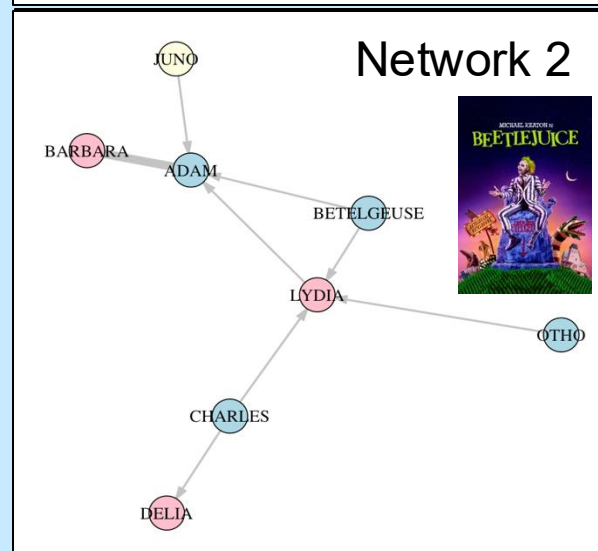 Network 2
JUNO
MICHAEL KEATON IS
BEETLEJUICE
BARBARA
ADAM
BETELGEUSE
LYDIA
OTHO
CHARLES
DELIA